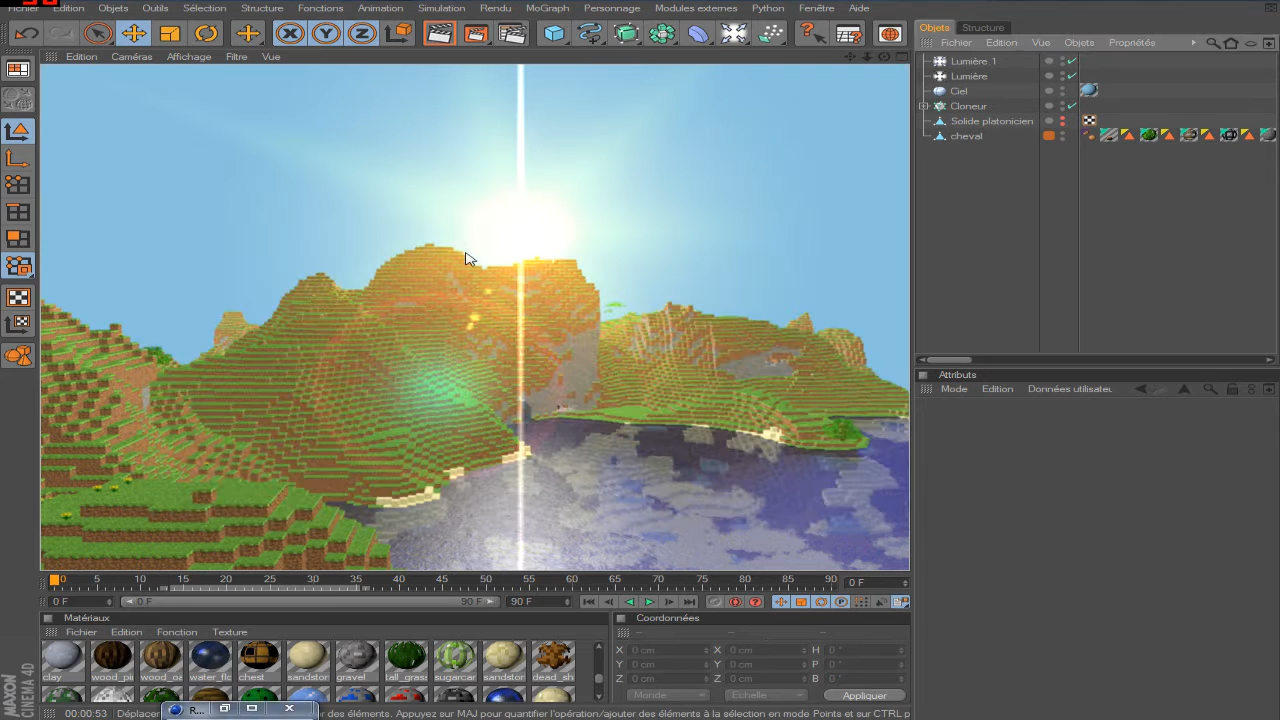 Fichier Edition Objets Outils Sélection Structure Fonctions Animation Simulation Rendu MoGraph Personnage Modules externes Python Fenêtre Aide
X Y Z
Objets Structure
Fichier Edition Vue Objets Propriétés
Edition Caméras Affichage Filtre Vue
Lumière.1
Lumière
Ciel
Cloneur
Solide platonicien
cheval
Attributs
Mode Edition Données utilisateur
0 5 10 15 20 25 30 35 40 45 50 55 60 65 70 75 80 85 90 0 F
0 F 0 F 90 F 90 F
Matériaux
Fichier Edition Fonction Texture
clay wood_pi wood_oa water_flo chest sandstor gravel tall_grass sugarcar sandstor dead_sh
Coordonnées
X 0 cm X 0 cm H 0 °
Y 0 cm Y 0 cm P 0 °
Z 0 cm Z 0 cm B 0 °
Monde Echelle Appliquer
MAXON
CINEMA 4D
R...
00:00:53 Déplacer des éléments. Appuyez sur MAJ pour quantifier l'opération/ajouter des éléments à la sélection en mode Points et sur CTRL p